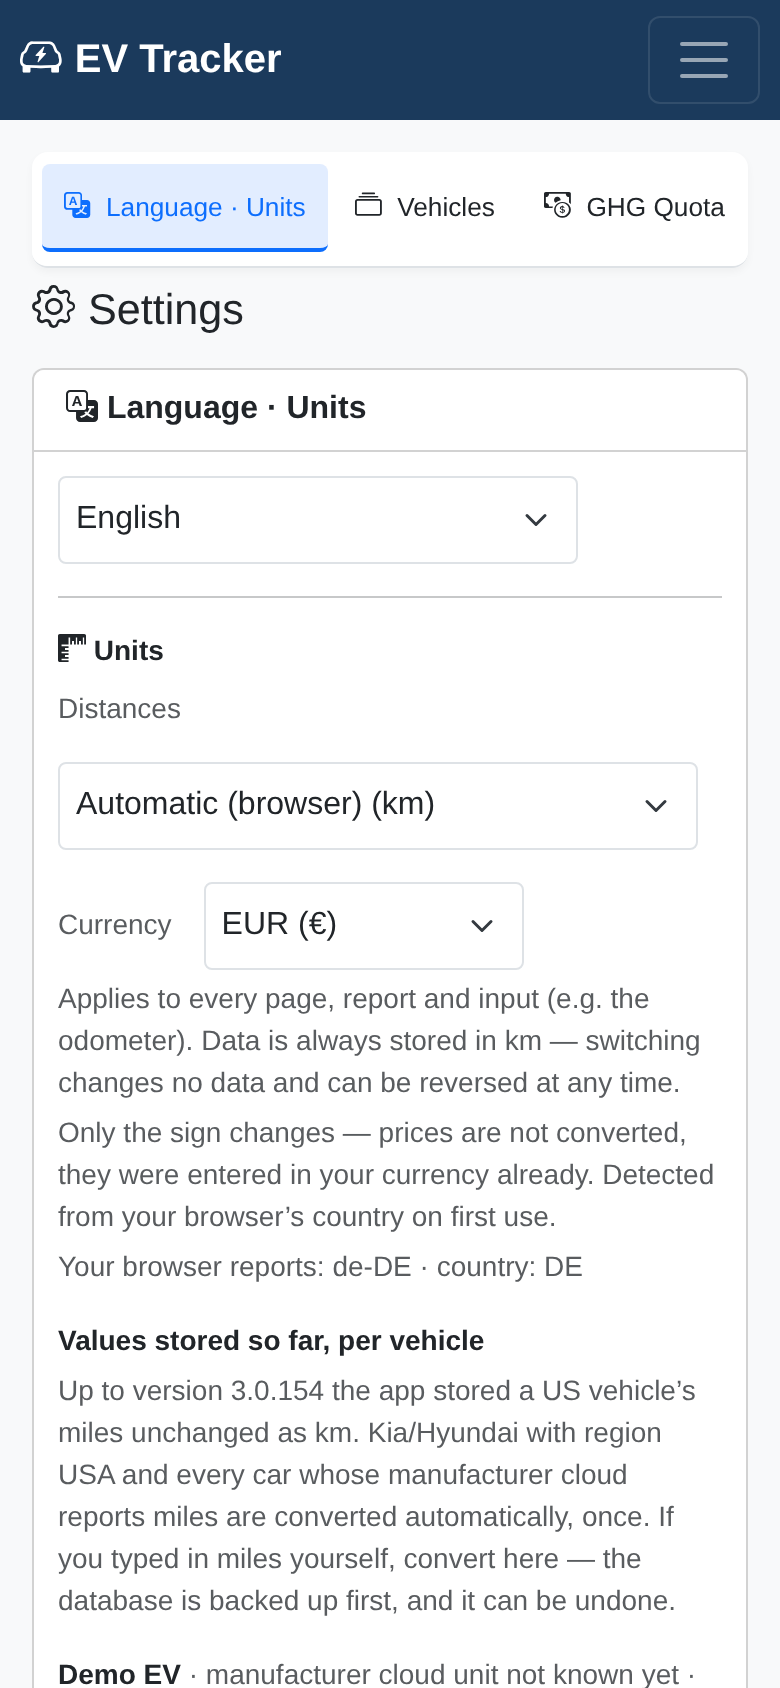 EV Tracker
Language · Units
Vehicles
GHG Quota
Settings
Language · Units
English
Units
Distances
Automatic (browser) (km)
Currency
EUR (€)
Applies to every page, report and input (e.g. the
odometer). Data is always stored in km — switching
changes no data and can be reversed at any time.
Only the sign changes — prices are not converted,
they were entered in your currency already. Detected
from your browser’s country on first use.
Your browser reports: de-DE · country: DE
Values stored so far, per vehicle
Up to version 3.0.154 the app stored a US vehicle’s
miles unchanged as km. Kia/Hyundai with region
USA and every car whose manufacturer cloud
reports miles are converted automatically, once. If
you typed in miles yourself, convert here — the
database is backed up first, and it can be undone.
Demo EV · manufacturer cloud unit not known yet ·